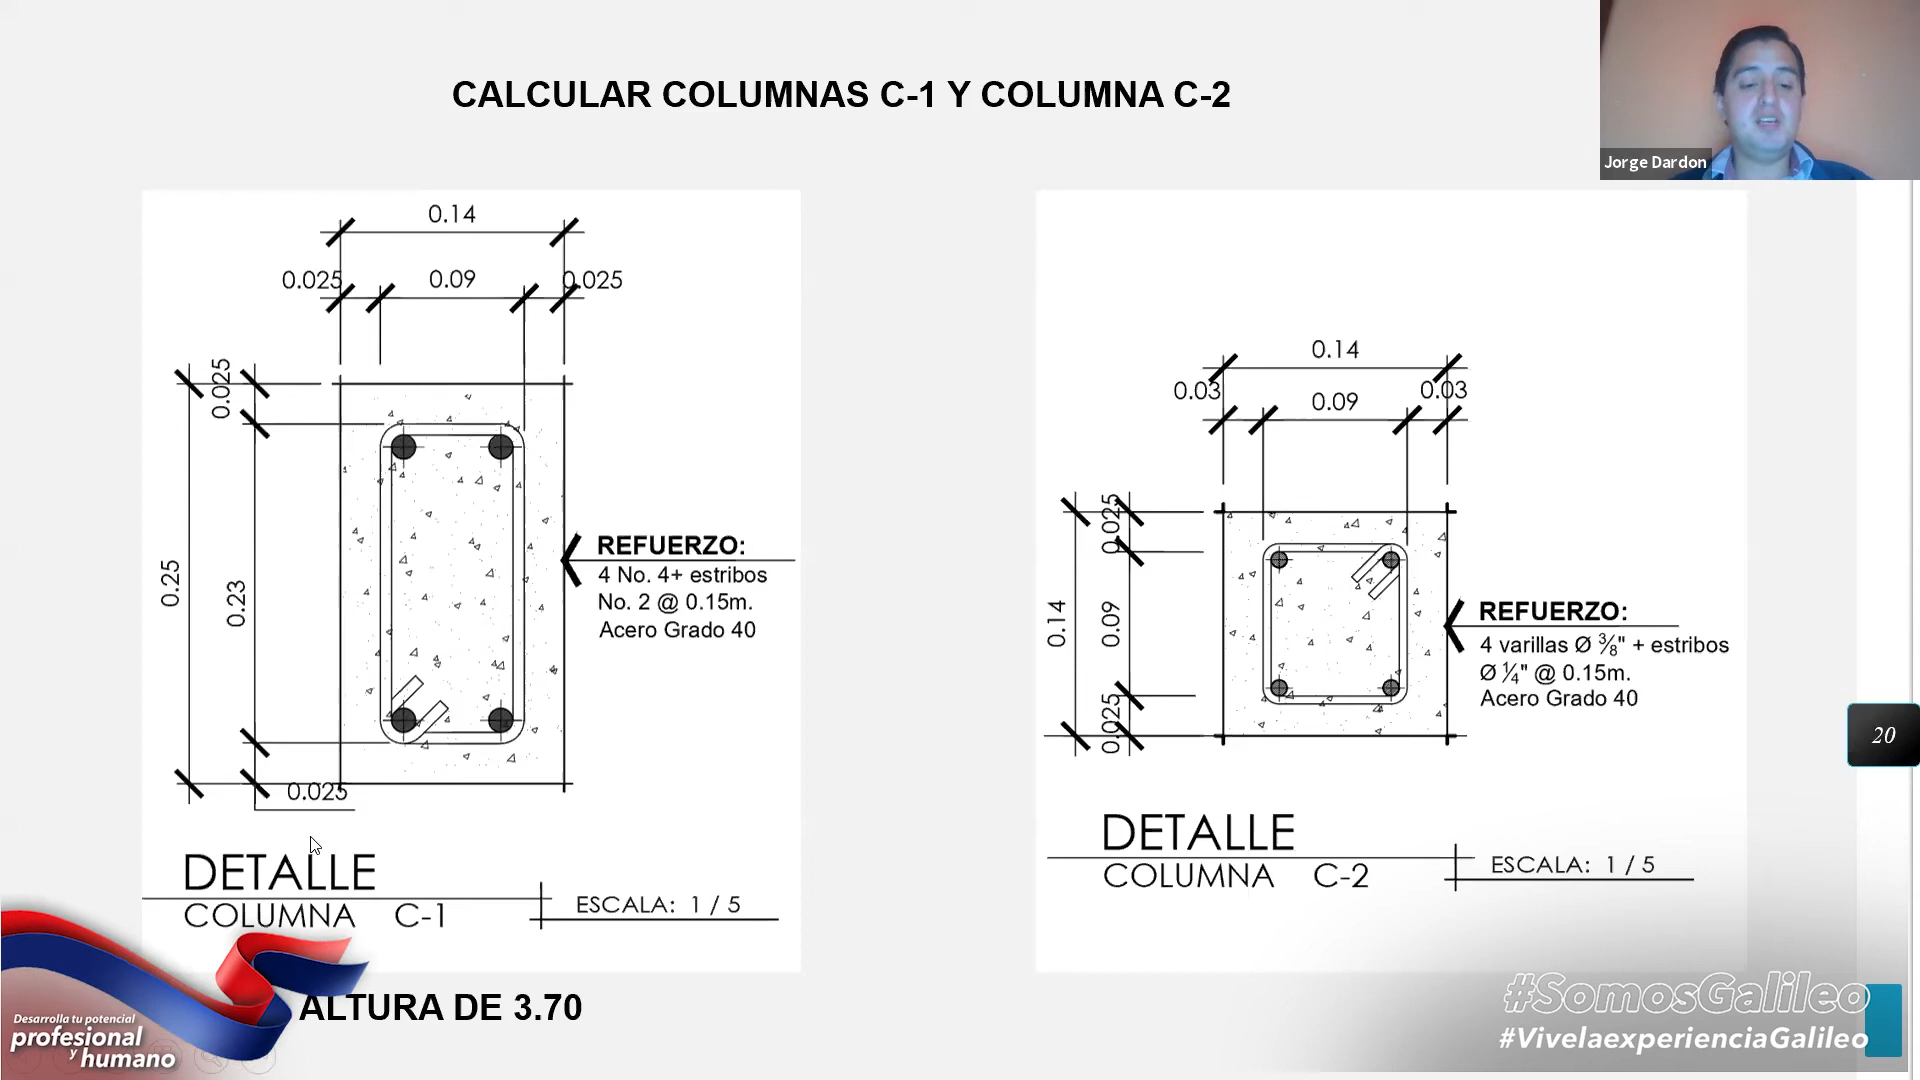 CALCULAR COLUMNAS C-1 Y COLUMNA C-2
Jorge Dardon
0.14
0.025
0.09
0.025
0.025
0.25
0.23
0.025
REFUERZO:
4 No. 4+ estribos
No. 2 @ 0.15m.
Acero Grado 40
DETALLE
COLUMNA C-1
ESCALA: 1 / 5
ALTURA DE 3.70
0.14
0.03
0.09
0.03
0.025
0.14
0.09
0.025
REFUERZO:
4 varillas Ø ⅜" + estribos
Ø ¼" @ 0.15m.
Acero Grado 40
DETALLE
COLUMNA C-2
ESCALA: 1 / 5
20
Desarrolla tu potencial
profesional
y
humano
#SomosGalileo
#VivelaexperienciaGalileo